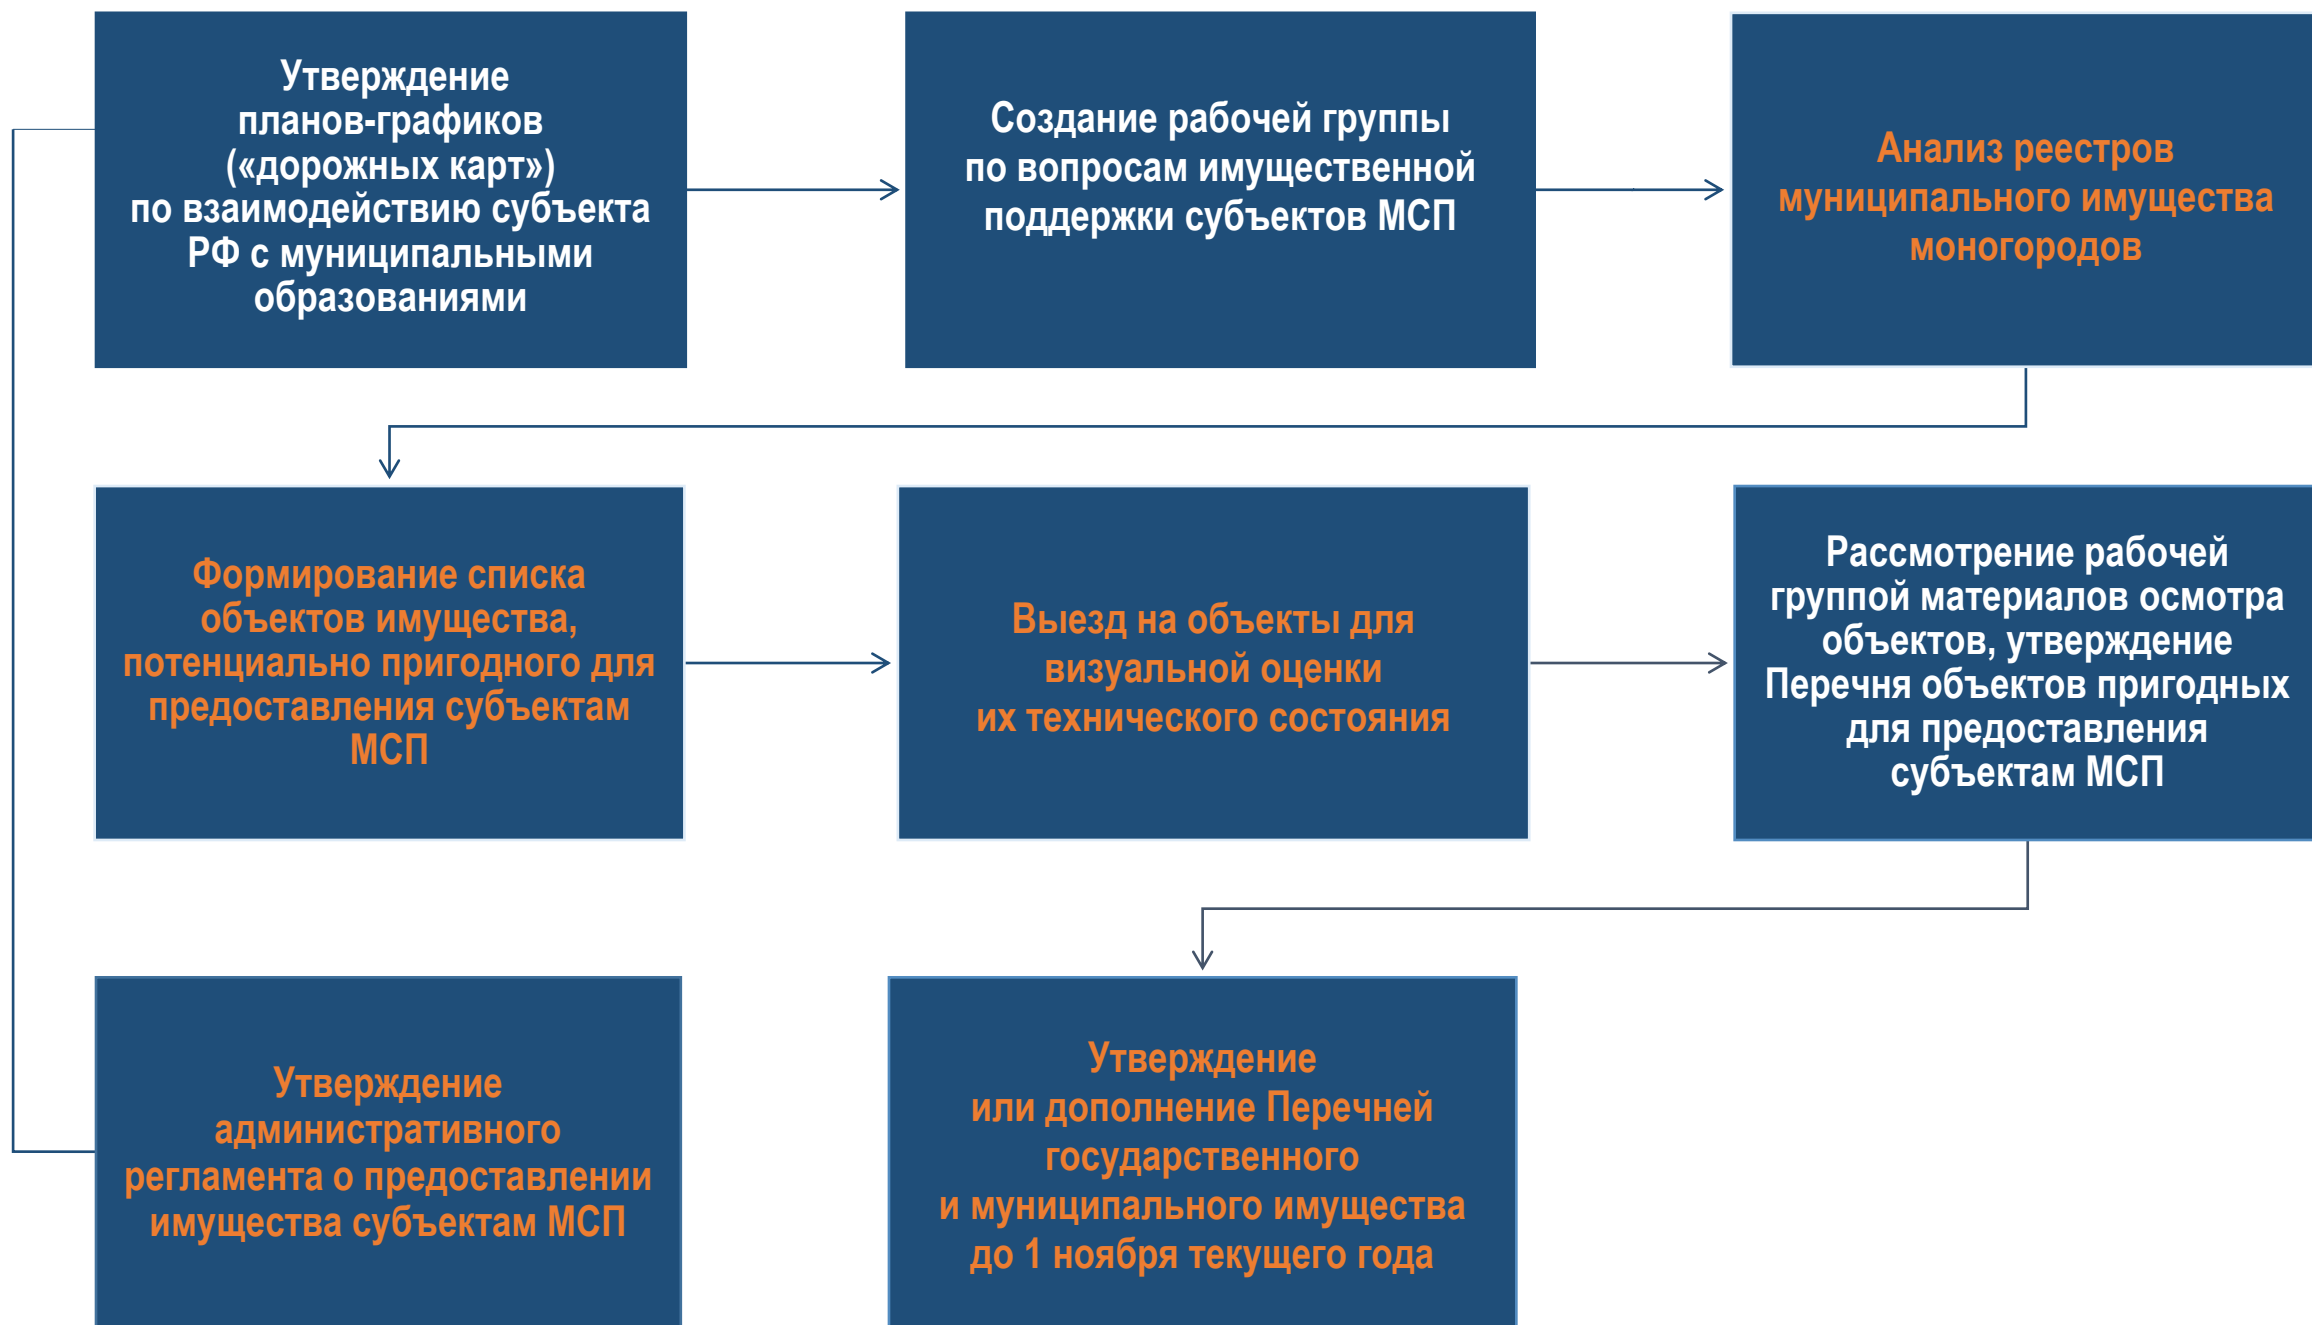 Утверждение
планов-графиков
(«дорожных карт»)
по взаимодействию субъекта
РФ с муниципальными
образованиями
Создание рабочей группы
по вопросам имущественной
поддержки субъектов МСП
Анализ реестров
муниципального имущества
моногородов
Формирование списка
объектов имущества,
потенциально пригодного для
предоставления субъектам
МСП
Выезд на объекты для
визуальной оценки
их технического состояния
Рассмотрение рабочей
группой материалов осмотра
объектов, утверждение
Перечня объектов пригодных
для предоставления
субъектам МСП
Утверждение
административного
регламента о предоставлении
имущества субъектам МСП
Утверждение
или дополнение Перечней
государственного
и муниципального имущества
до 1 ноября текущего года